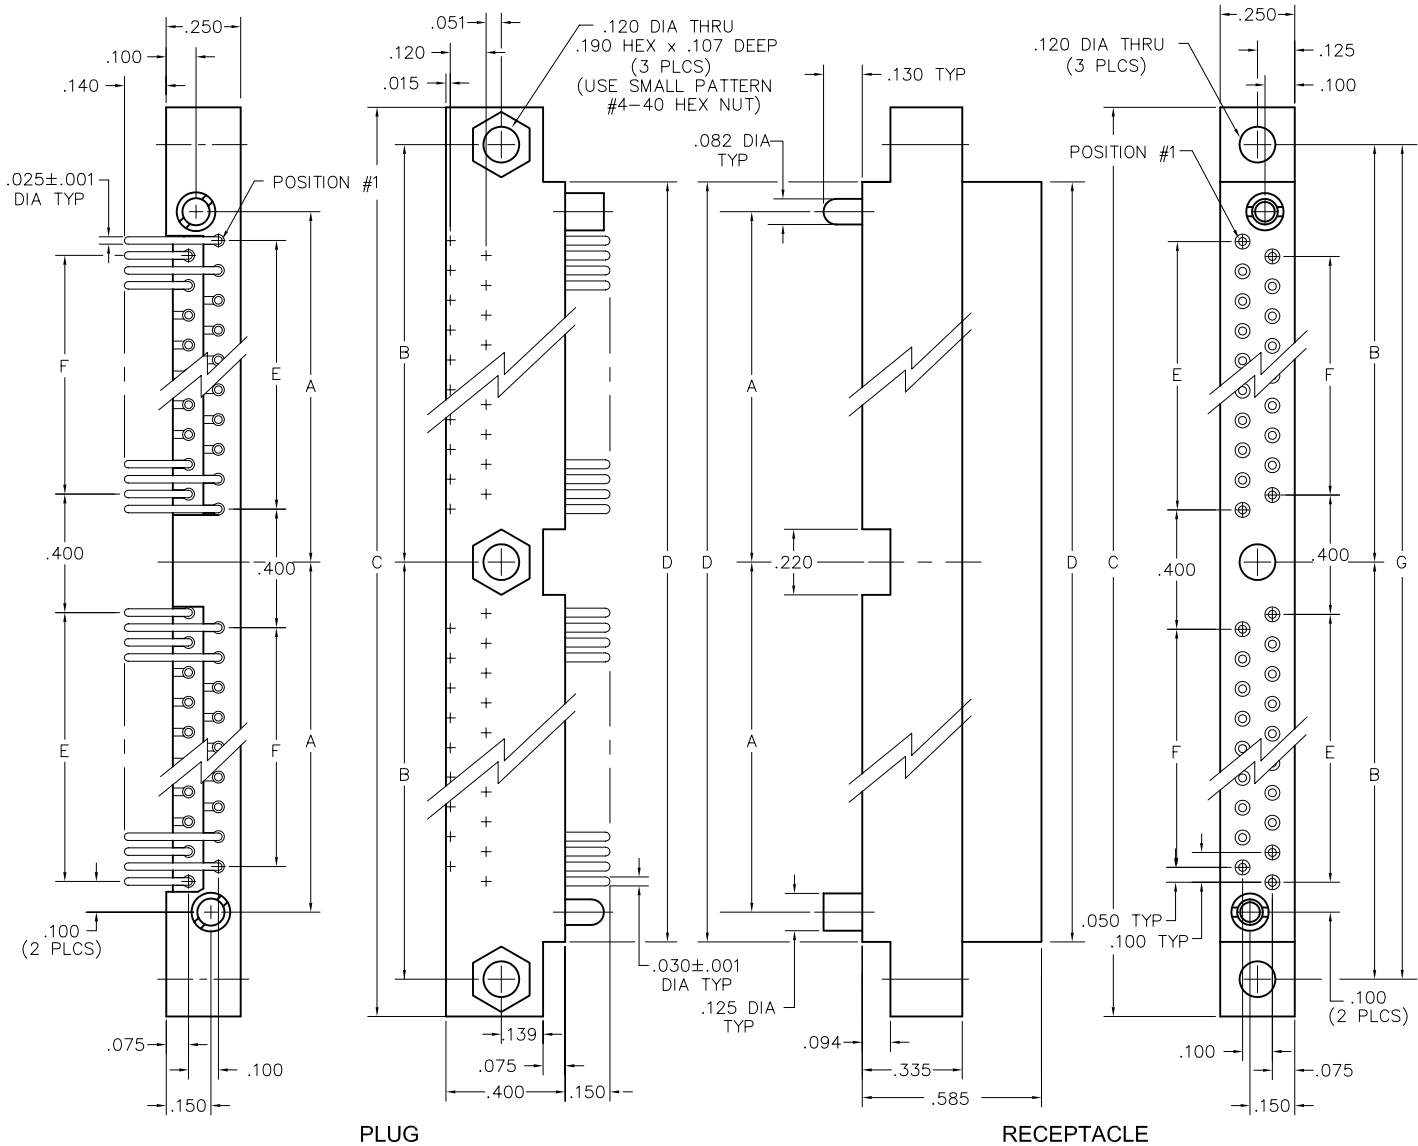 .250
.100
.140
.025±.001
DIA TYP
POSITION #1
F
E
A
.400
.400
E
F
A
.100
(2 PLCS)
.075
.100
.150
.051
.120
.015
.120 DIA THRU
.190 HEX x .107 DEEP
(3 PLCS)
(USE SMALL PATTERN
#4-40 HEX NUT)
B
C
D
B
.030±.001
DIA TYP
.139
.075
.400
.150
PLUG
.130 TYP
.082 DIA
TYP
A
D
.220
D
A
.125 DIA
TYP
.094
.335
.585
RECEPTACLE
.250
.120 DIA THRU
(3 PLCS)
.125
.100
POSITION #1
E
F
B
C
.400
.400
G
F
E
B
.050 TYP
.100 TYP
.100
(2 PLCS)
.100
.075
.150